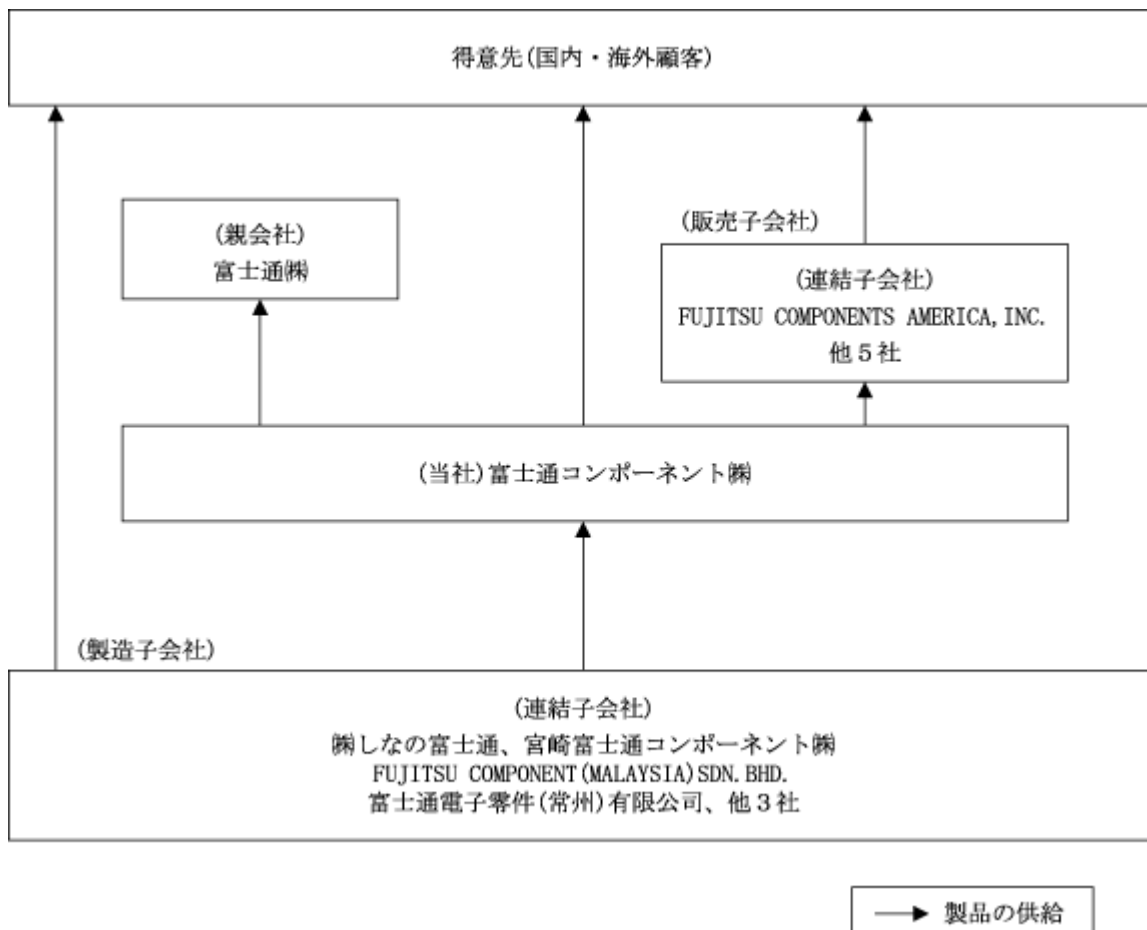 得意先(国内・海外顧客)
(親会社)
富士通㈱
(販売子会社)
(連結子会社)
FUJITSU COMPONENTS AMERICA,INC.
他５社
(当社)富士通コンポーネント㈱
(製造子会社)
(連結子会社)
㈱しなの富士通、宮崎富士通コンポーネント㈱
FUJITSU COMPONENT(MALAYSIA)SDN.BHD.
富士通電子零件(常州)有限公司、他３社
製品の供給